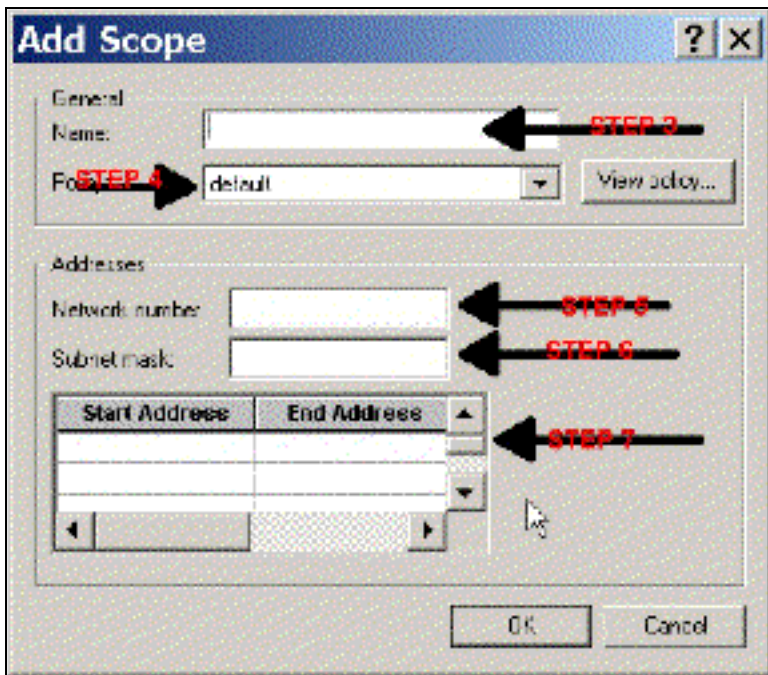 Add Scope
General
Name:
STEP 3
STEP 4
default
View policy...
Addresses
Network number
STEP 5
Subnet mask:
STEP 6
Start Address End Address
STEP 7
OK Cancel